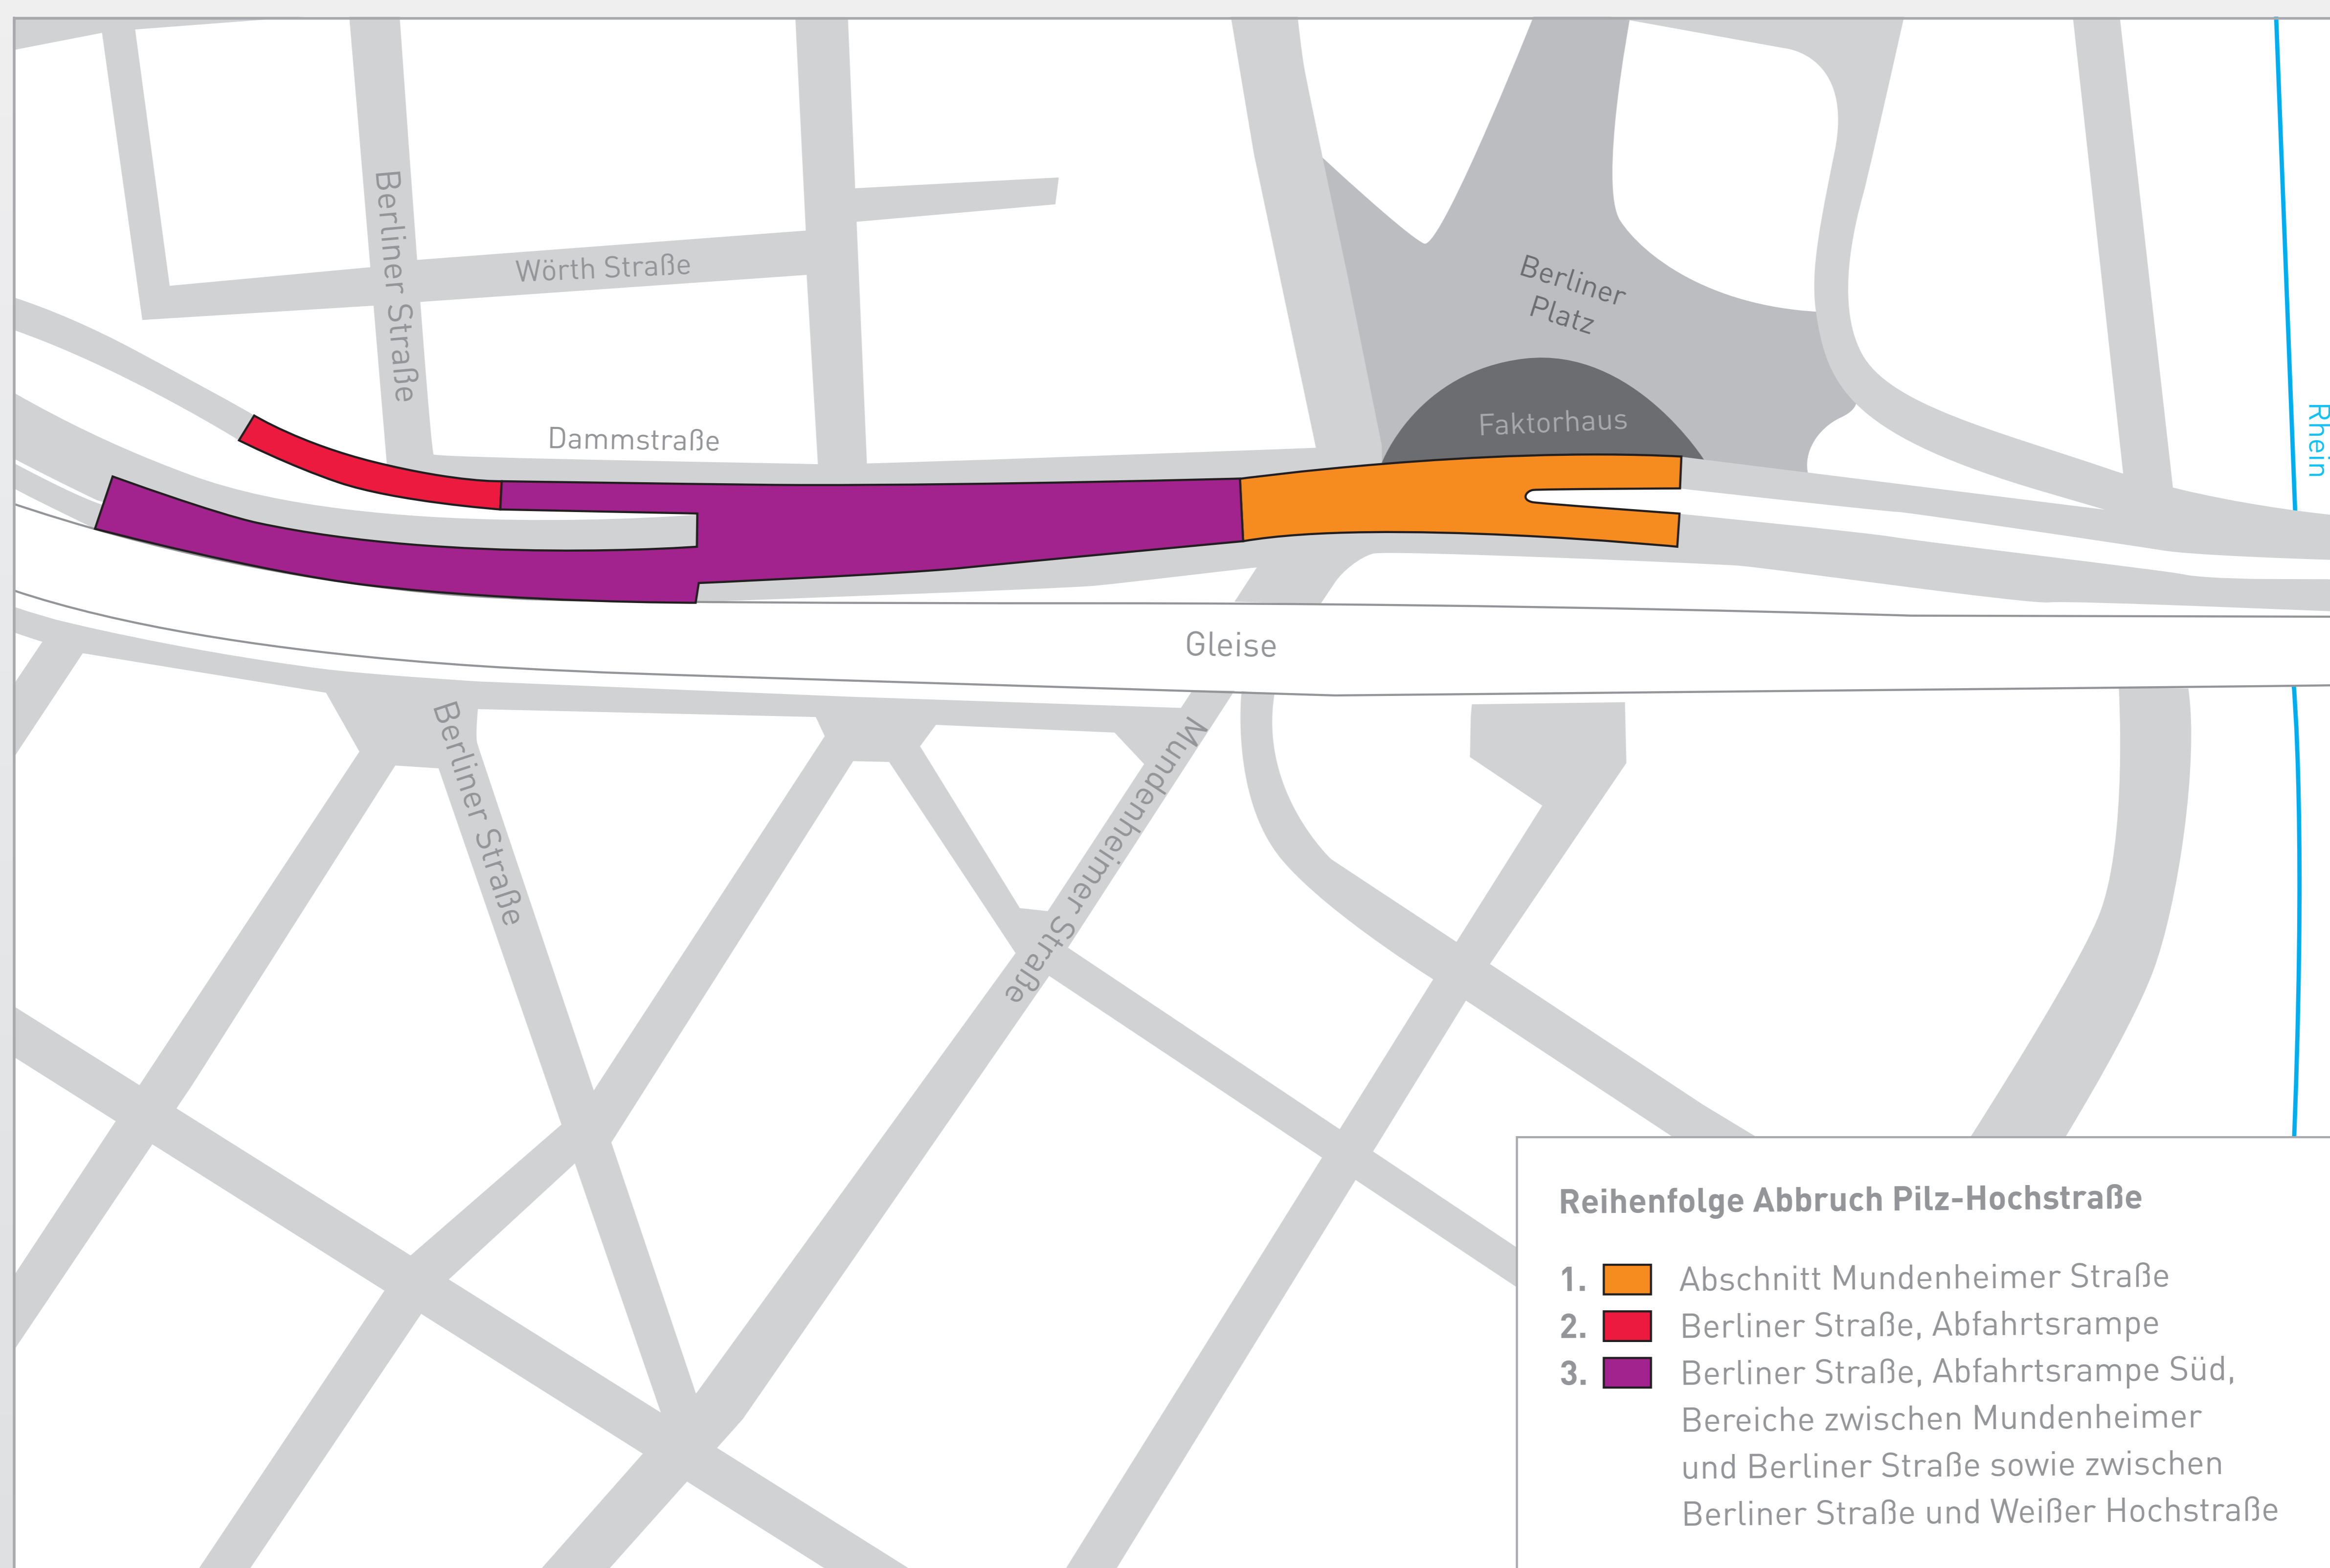 Berliner Straße
Wörth Straße
Berliner
Platz
Dammstraße
Faktorhaus
Rhein
Gleise
Berliner Straße
Mundenheimer Straße
Reihenfolge Abbruch Pilz-Hochstraße
1. Abschnitt Mundenheimer Straße
2. Berliner Straße, Abfahrtsrampe
3. Berliner Straße, Abfahrtsrampe Süd,
Bereiche zwischen Mundenheimer
und Berliner Straße sowie zwischen
Berliner Straße und Weißer Hochstraße